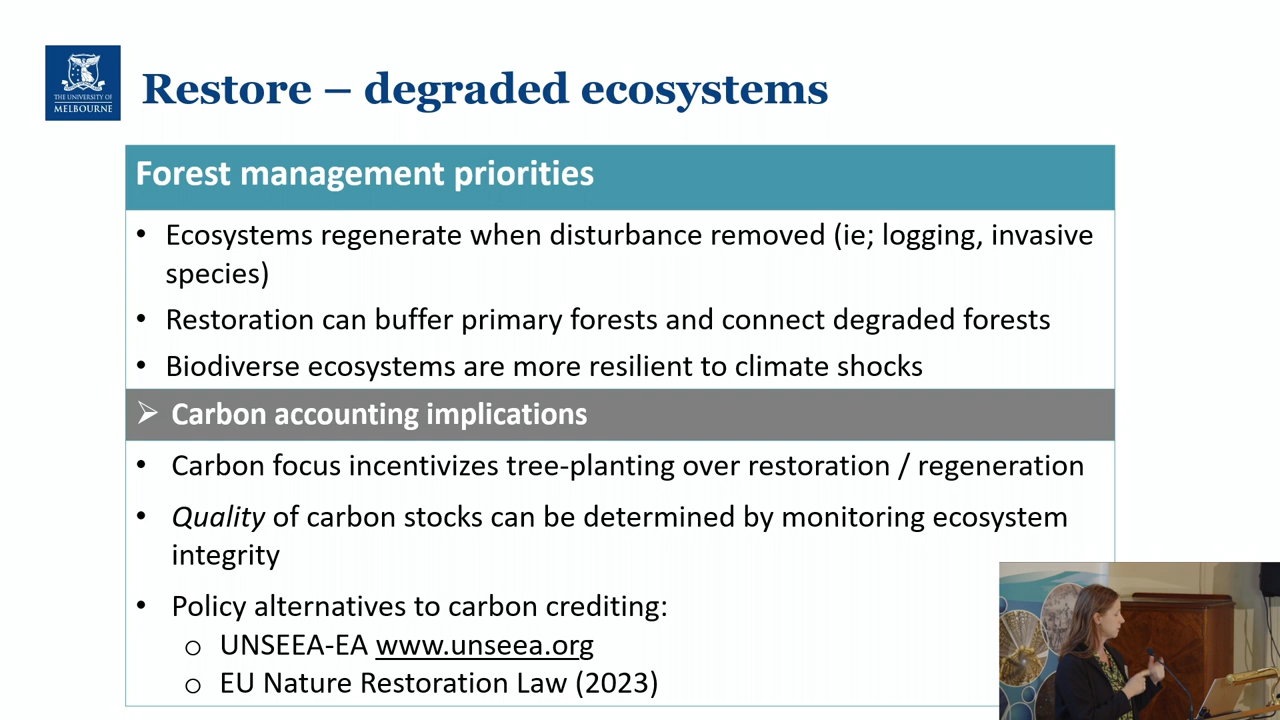 THE UNIVERSITY OF
MELBOURNE
Restore – degraded ecosystems
Forest management priorities
• Ecosystems regenerate when disturbance removed (ie; logging, invasive
species)
• Restoration can buffer primary forests and connect degraded forests
• Biodiverse ecosystems are more resilient to climate shocks
➢ Carbon accounting implications
• Carbon focus incentivizes tree-planting over restoration / regeneration
• Quality of carbon stocks can be determined by monitoring ecosystem
integrity
• Policy alternatives to carbon crediting:
o UNSEEA-EA www.unseea.org
o EU Nature Restoration Law (2023)